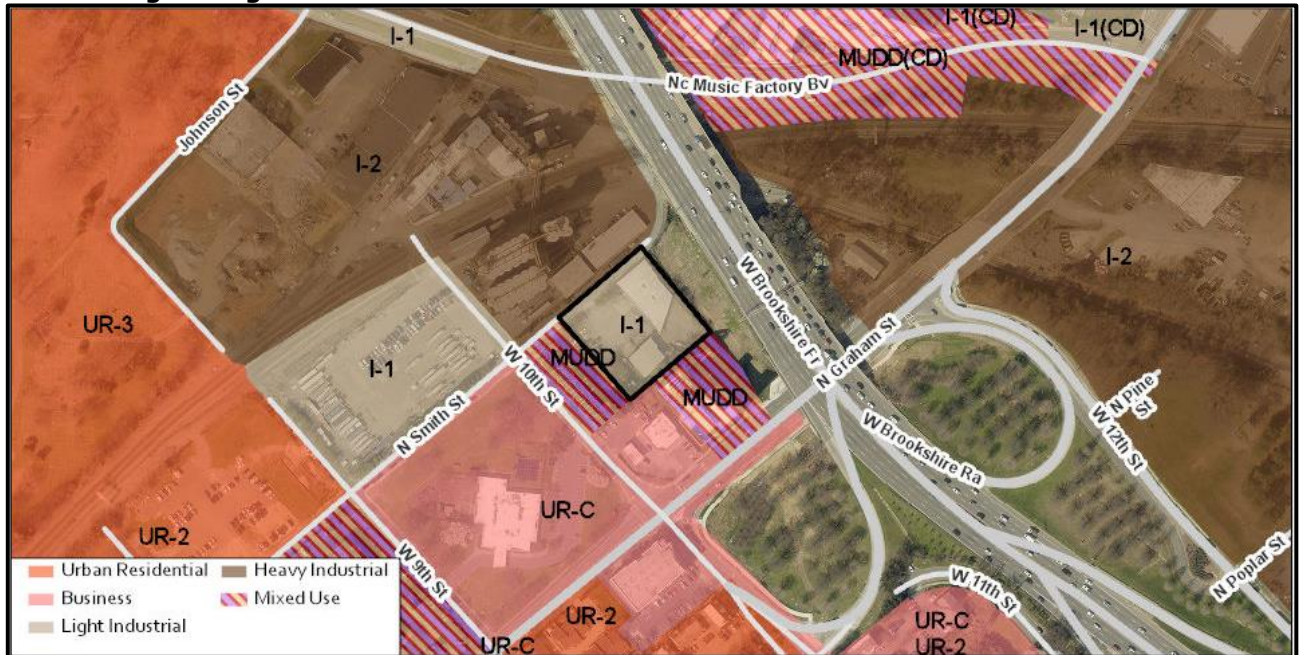 I-1
I-1(CD)
I-1(CD)
MUDD(CD)
Nc Music Factory Bv
Johnson St
I-2
I-2
W Brookshire Fr
UR-3
I-1
I-1
MUDD
MUDD
W 10th St
N Graham St
N Smith St
N Pine St
W 12th St
W Brookshire Ra
UR-C
UR-2
W 9th St
N Poplar St
W 11th St
UR-2
UR-C
UR-C
UR-2
Urban Residential
Heavy Industrial
Business
Mixed Use
Light Industrial